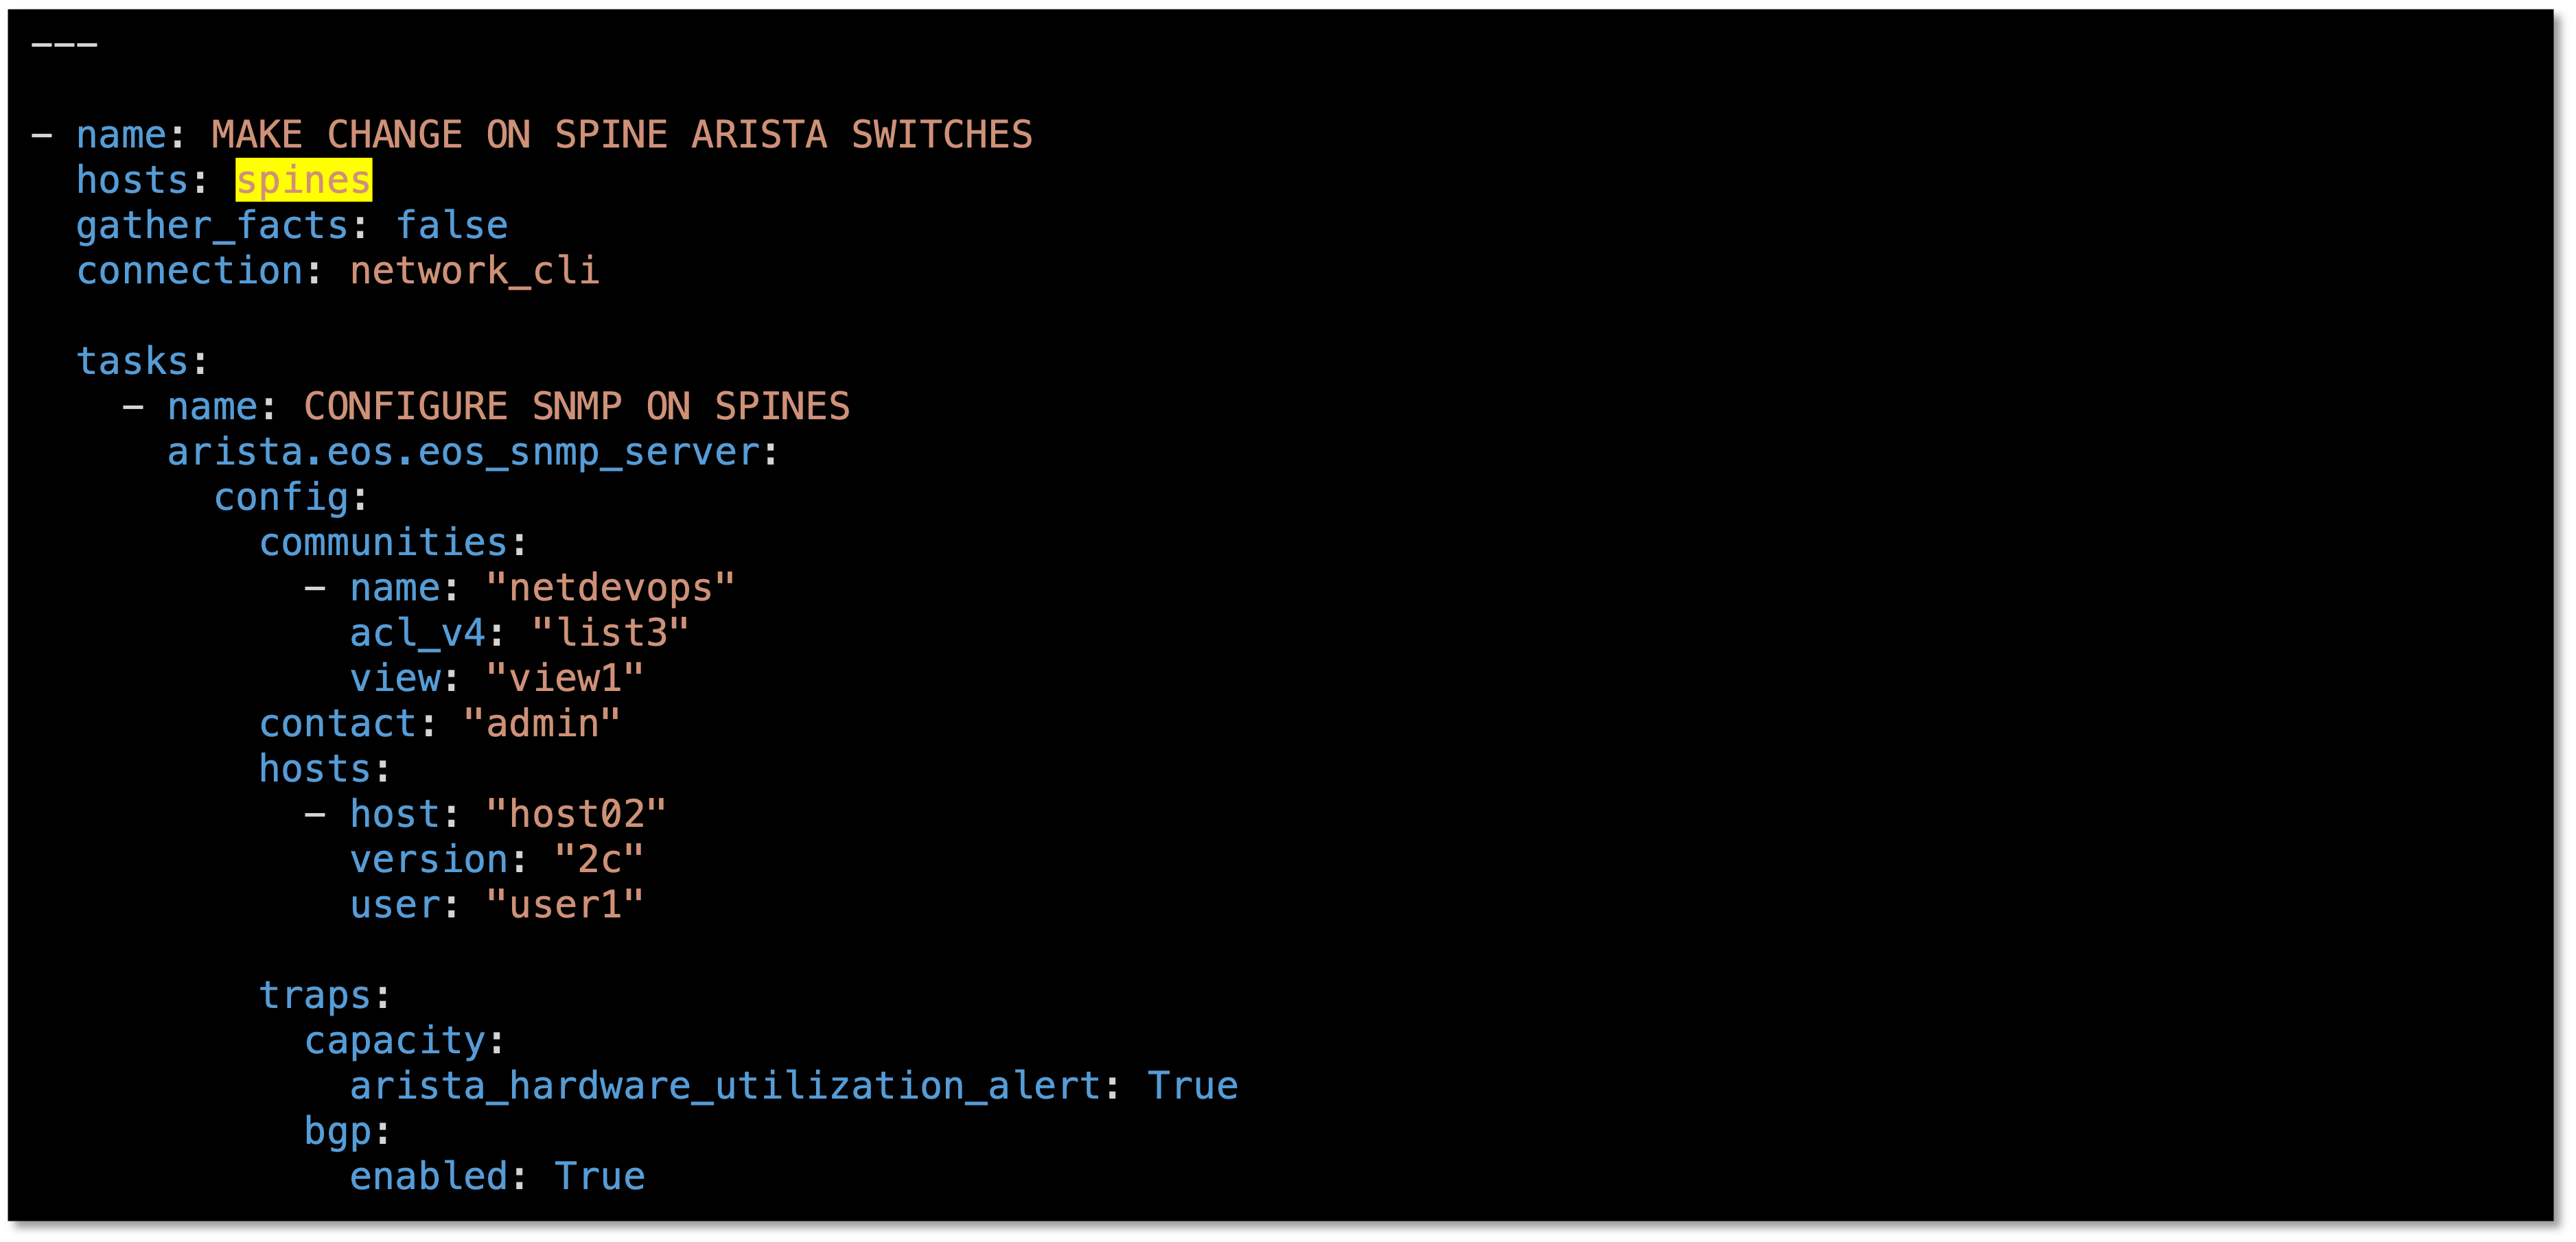 ---
- name: MAKE CHANGE ON SPINE ARISTA SWITCHES
  hosts: spines
  gather_facts: false
  connection: network_cli
  tasks:
    - name: CONFIGURE SNMP ON SPINES
      arista.eos.eos_snmp_server:
        config:
          communities:
            - name: "netdevops"
              acl_v4: "list3"
              view: "view1"
          contact: "admin"
          hosts:
            - host: "host02"
              version: "2c"
              user: "user1"
          traps:
            capacity:
              arista_hardware_utilization_alert: True
            bgp:
              enabled: True